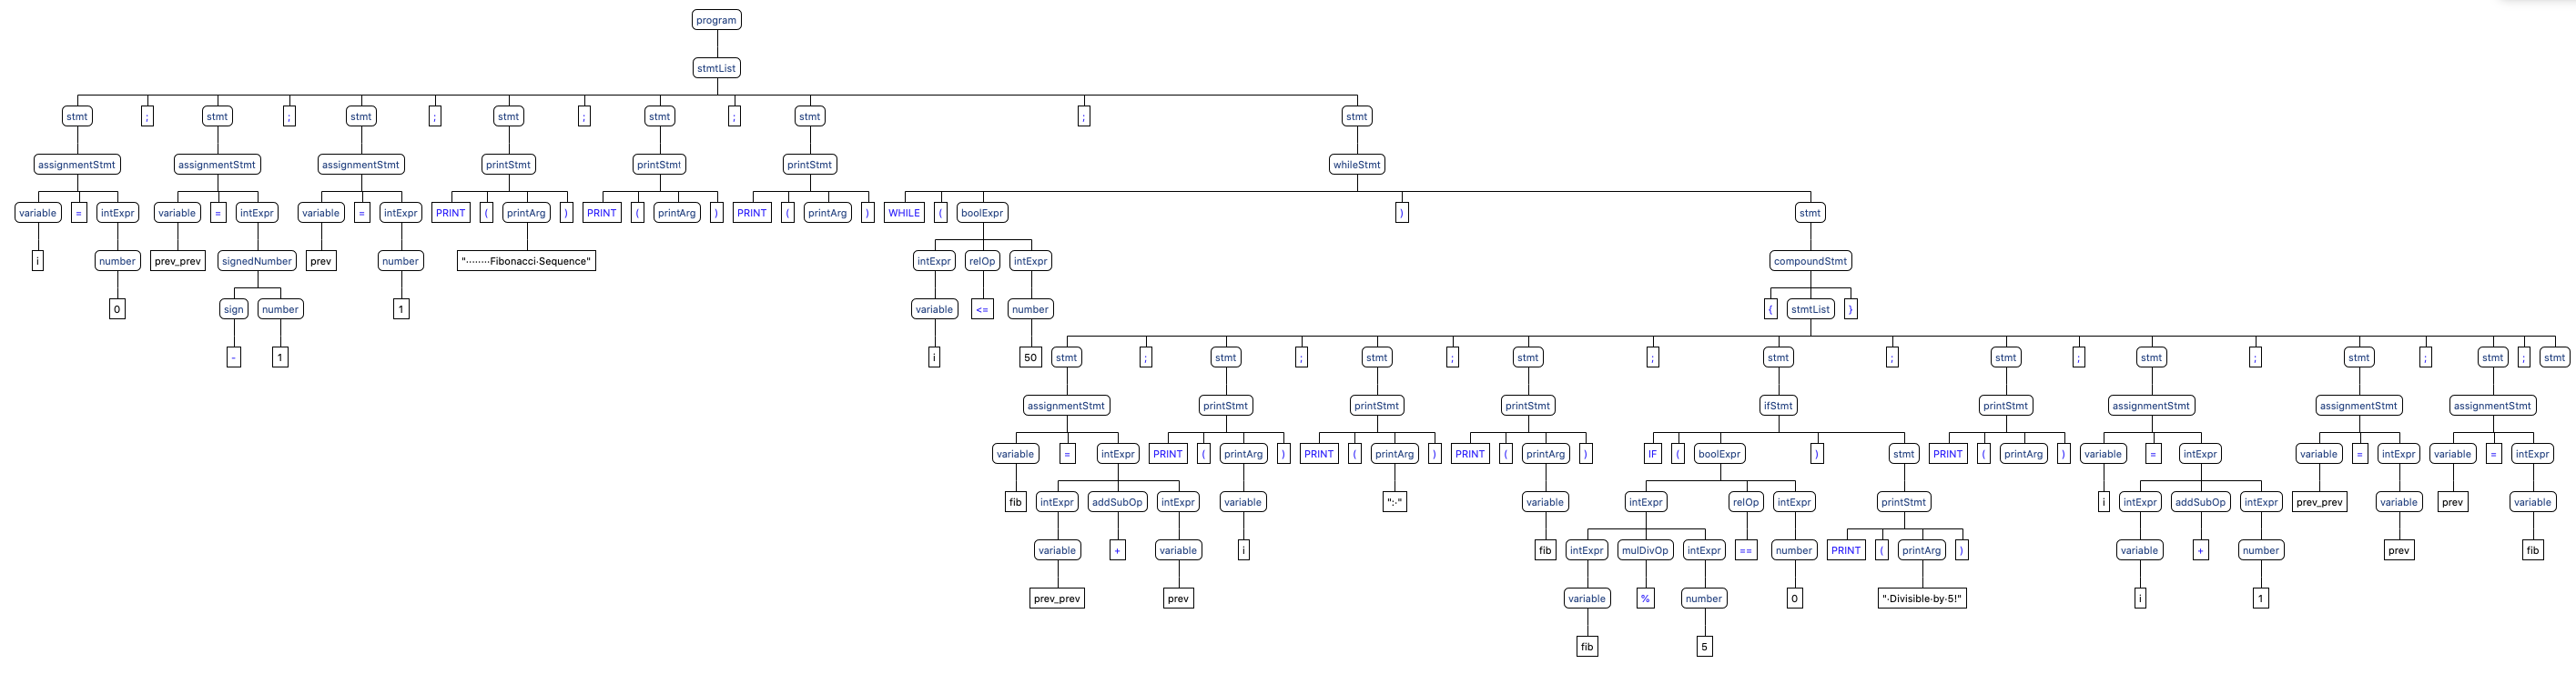 program
stmtList
stmt ; stmt ; stmt ; stmt ; stmt ; stmt ; stmt
assignmentStmt assignmentStmt assignmentStmt printStmt printStmt printStmt whileStmt
variable = intExpr variable = intExpr variable = intExpr PRINT ( printArg ) PRINT ( printArg ) PRINT ( printArg ) WHILE ( boolExpr ) stmt
i number prev_prev signedNumber prev number "········Fibonacci·Sequence" intExpr relOp intExpr compoundStmt
0 sign number 1 variable <= number { stmtList }
- 1 i 50 stmt ; stmt ; stmt ; stmt ; stmt ; stmt ; stmt ; stmt ; stmt ; stmt
assignmentStmt printStmt printStmt printStmt ifStmt printStmt assignmentStmt assignmentStmt assignmentStmt
variable = intExpr PRINT ( printArg ) PRINT ( printArg ) PRINT ( printArg ) IF ( boolExpr ) stmt PRINT ( printArg ) variable = intExpr variable = intExpr variable = intExpr
fib intExpr addSubOp intExpr variable ":·" variable intExpr relOp intExpr printStmt i intExpr addSubOp intExpr prev_prev variable prev variable
variable + variable i fib intExpr mulDivOp intExpr == number PRINT ( printArg ) variable + number prev fib
prev_prev prev variable % number 0 "·Divisible·by·5!" i 1
fib 5